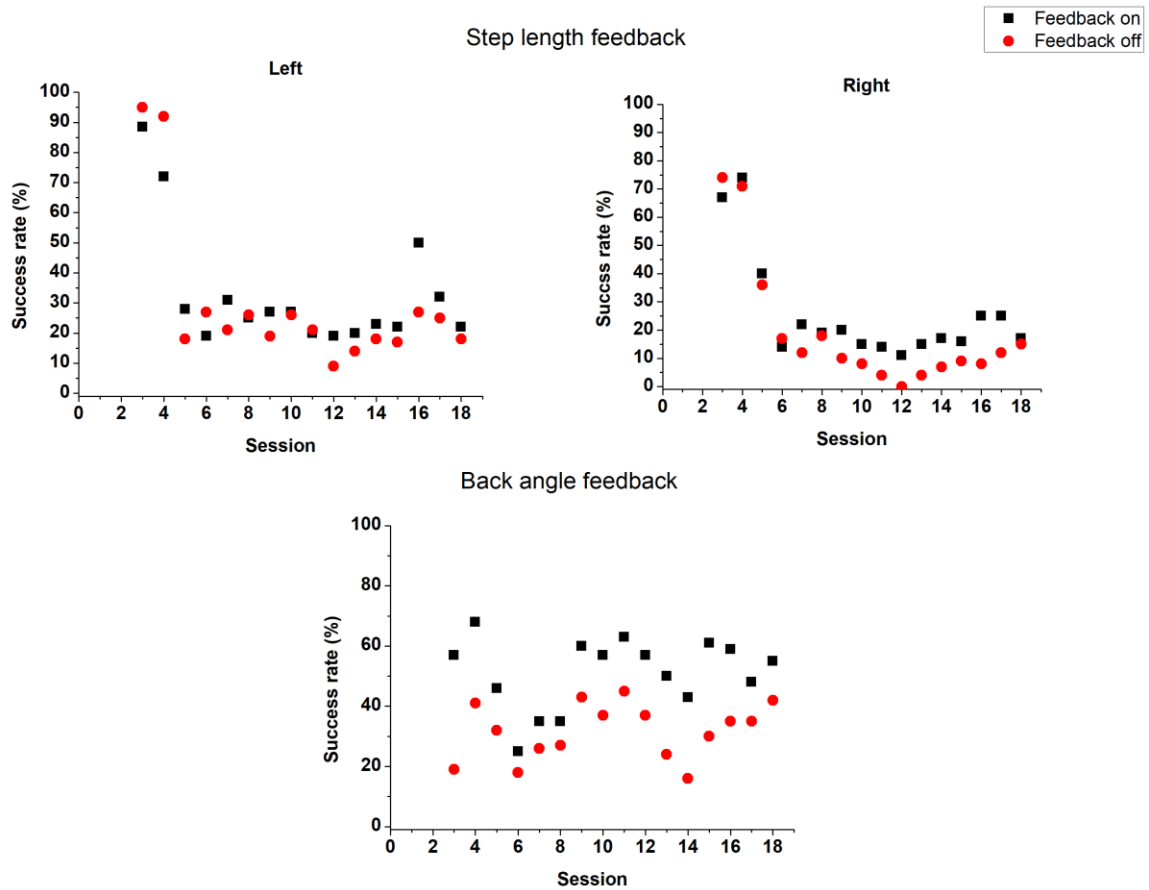 Feedback on
Feedback off
Step length feedback
Left
100
90
80
70
60
50
40
30
20
10
0
Success rate (%)
0 2 4 6 8 10 12 14 16 18
Session
Right
100
90
80
70
60
50
40
30
20
10
0
Succsss rate (%)
0 2 4 6 8 10 12 14 16 18
Session
Back angle feedback
100
80
60
40
20
0
Success rate (%)
0 2 4 6 8 10 12 14 16 18
Session